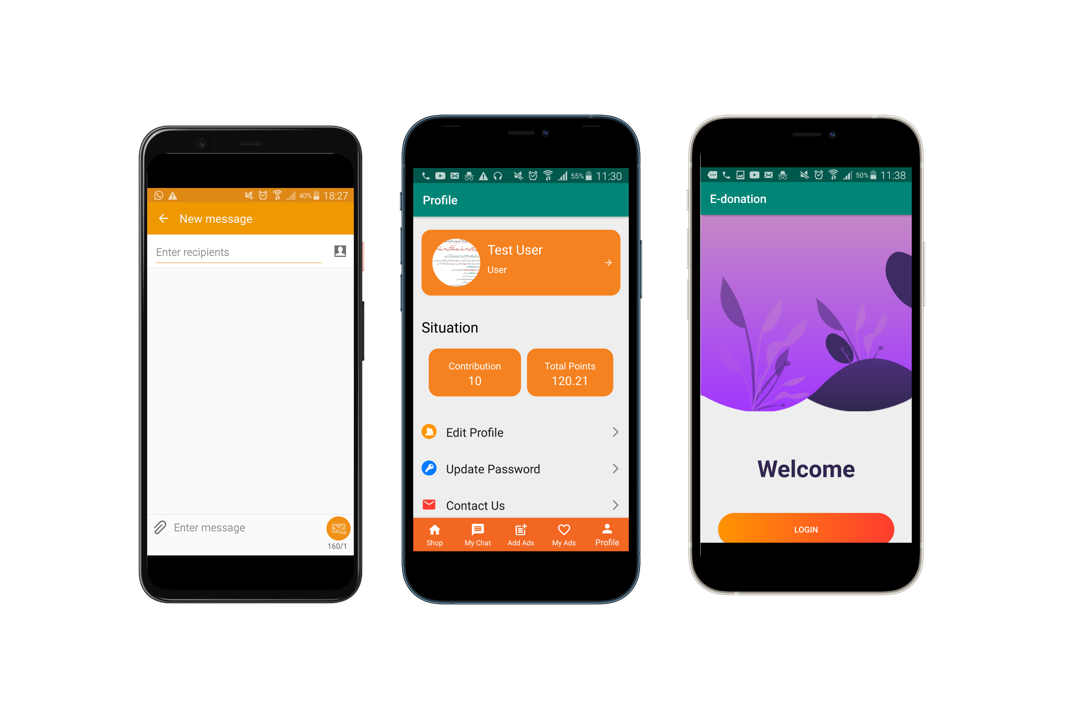 40% 18:27
New message
Enter recipients
Enter message
160/1
55% 11:30
Profile
Test User
User
Situation
Contribution
10
Total Points
120.21
Edit Profile
Update Password
Contact Us
Shop
My Chat
Add Ads
My Ads
Profile
50% 11:38
E-donation
Welcome
LOGIN